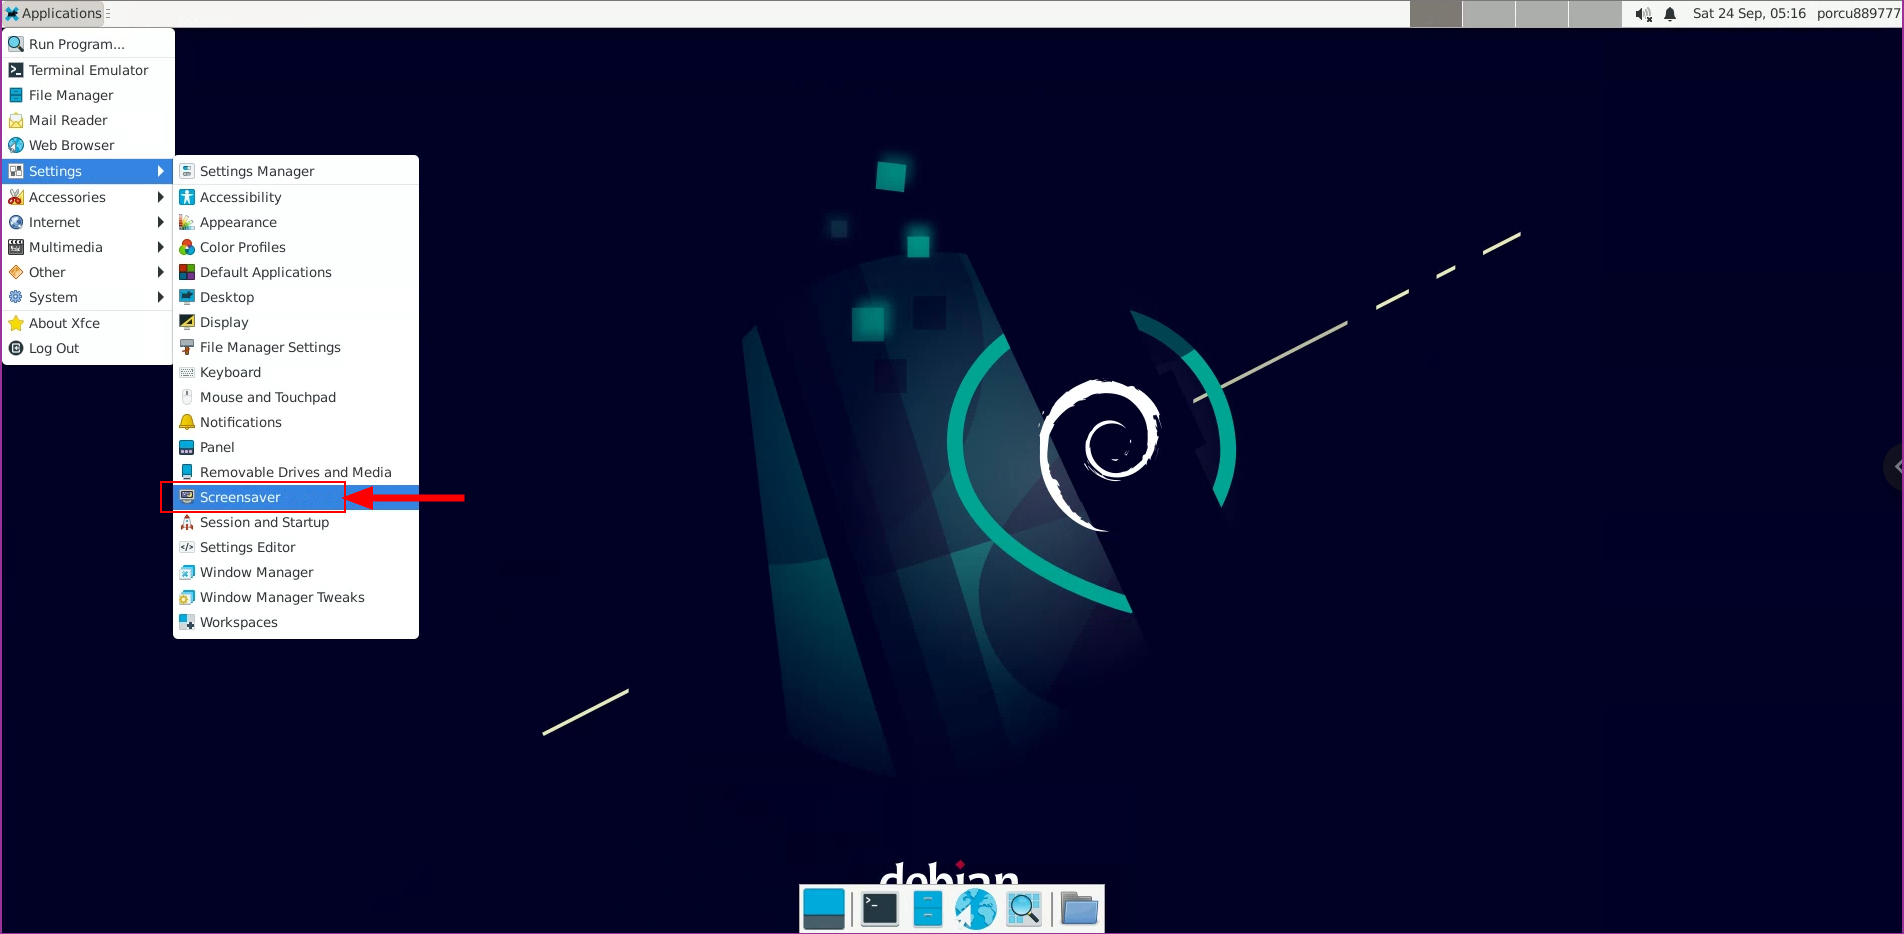 Applications
Sat 24 Sep, 05:16 porcu889777
Run Program...
Terminal Emulator
File Manager
Mail Reader
Web Browser
Settings
Accessories
Internet
Multimedia
Other
System
About Xfce
Log Out
Settings Manager
Accessibility
Appearance
Color Profiles
Default Applications
Desktop
Display
File Manager Settings
Keyboard
Mouse and Touchpad
Notifications
Panel
Removable Drives and Media
Screensaver
Session and Startup
Settings Editor
Window Manager
Window Manager Tweaks
Workspaces
debian